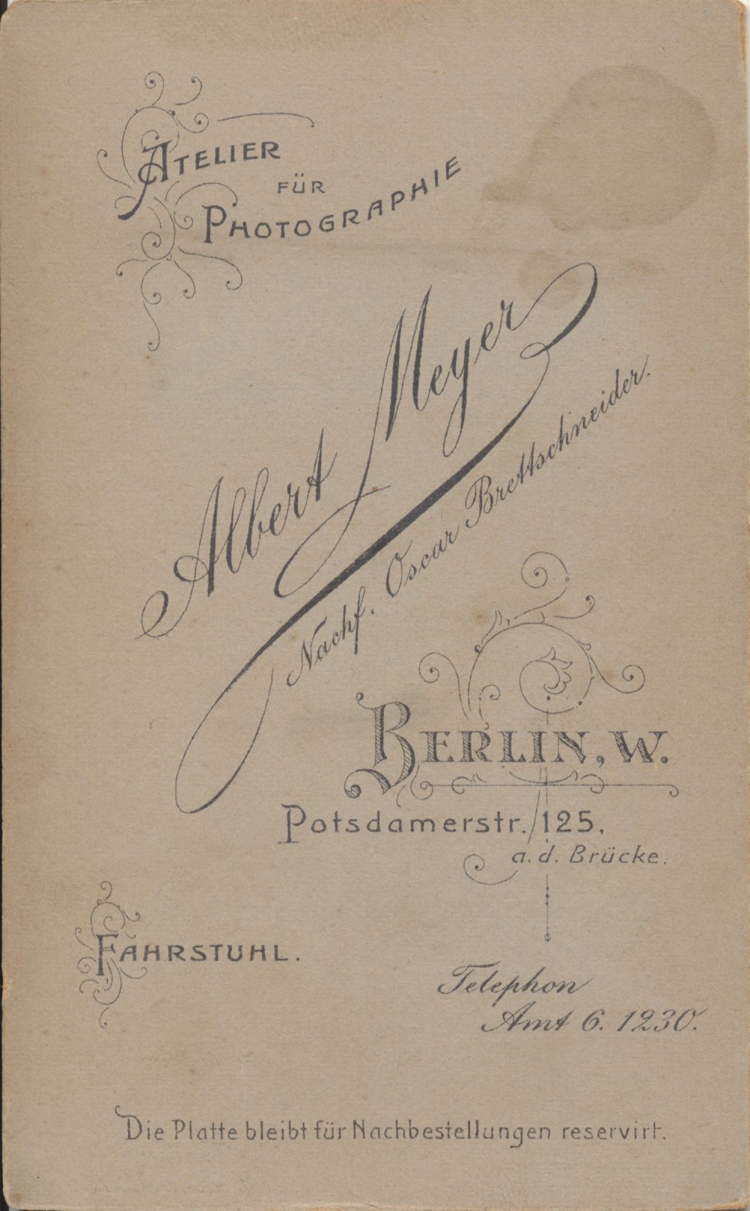 ATELIER
FÜR
PHOTOGRAPHIE
Albert Meyer
Nachf. Oscar Brettschneider.
BERLIN, W.
Potsdamerstr. 125,
a. d. Brücke.
FAHRSTUHL.
Telephon
Amt 6. 1230.
Die Platte bleibt für Nachbestellungen reservirt.